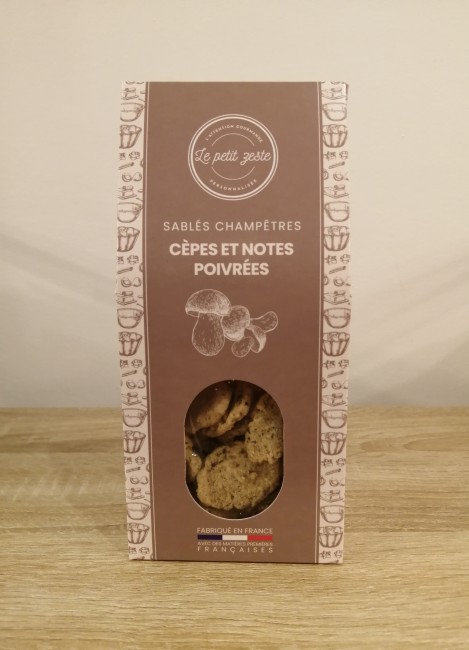 L'ATTENTION GOURMANDE
Le petit zeste
PERSONNALISÉE
SABLÉS CHAMPÊTRES
CÈPES ET NOTES
POIVRÉES
FABRIQUÉ EN FRANCE
AVEC DES MATIÈRES PREMIÈRES
FRANÇAISES